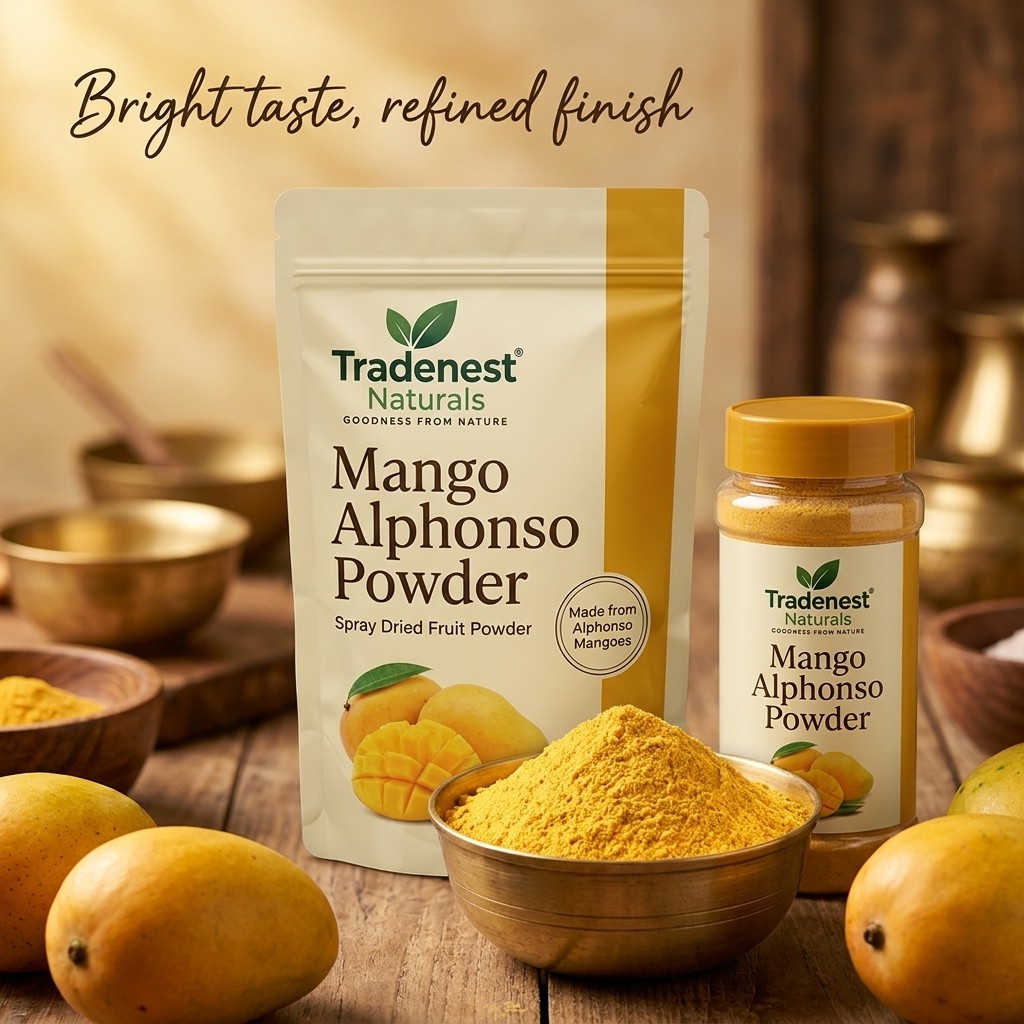 Bright taste, refined finish
Tradenest®
Naturals
GOODNESS FROM NATURE
Mango
Alphonso
Powder
Spray Dried Fruit Powder
Made from
Alphonso
Mangoes
Tradenest®
Naturals
GOODNESS FROM NATURE
Mango
Alphonso
Powder